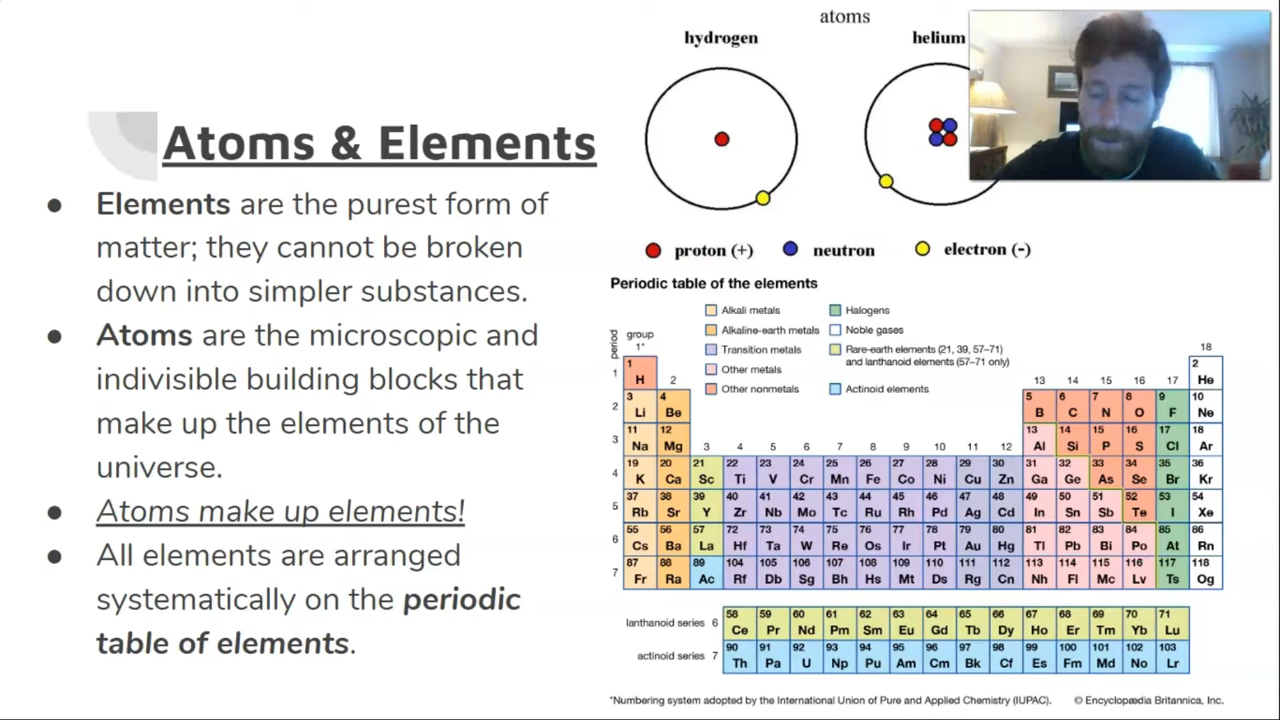 Atoms & Elements
● Elements are the purest form of
matter; they cannot be broken
down into simpler substances.
● Atoms are the microscopic and
indivisible building blocks that
make up the elements of the
universe.
● Atoms make up elements!
● All elements are arranged
systematically on the periodic
table of elements.
atoms
hydrogen helium
proton (+) neutron electron (-)
Periodic table of the elements
Alkali metals Halogens
Alkaline-earth metals Noble gases
Transition metals Rare-earth elements (21, 39, 57–71)
and lanthanoid elements (57–71 only)
Other metals
Other nonmetals Actinoid elements
period
group
1* 2 3 4 5 6 7 8 9 10 11 12 13 14 15 16 17 18
1 1 H 2 He
2 3 Li 4 Be 5 B 6 C 7 N 8 O 9 F 10 Ne
3 11 Na 12 Mg 13 Al 14 Si 15 P 16 S 17 Cl 18 Ar
4 19 K 20 Ca 21 Sc 22 Ti 23 V 24 Cr 25 Mn 26 Fe 27 Co 28 Ni 29 Cu 30 Zn 31 Ga 32 Ge 33 As 34 Se 35 Br 36 Kr
5 37 Rb 38 Sr 39 Y 40 Zr 41 Nb 42 Mo 43 Tc 44 Ru 45 Rh 46 Pd 47 Ag 48 Cd 49 In 50 Sn 51 Sb 52 Te 53 I 54 Xe
6 55 Cs 56 Ba 57 La 72 Hf 73 Ta 74 W 75 Re 76 Os 77 Ir 78 Pt 79 Au 80 Hg 81 Tl 82 Pb 83 Bi 84 Po 85 At 86 Rn
7 87 Fr 88 Ra 89 Ac 104 Rf 105 Db 106 Sg 107 Bh 108 Hs 109 Mt 110 Ds 111 Rg 112 Cn 113 Nh 114 Fl 115 Mc 116 Lv 117 Ts 118 Og
lanthanoid series 6 58 Ce 59 Pr 60 Nd 61 Pm 62 Sm 63 Eu 64 Gd 65 Tb 66 Dy 67 Ho 68 Er 69 Tm 70 Yb 71 Lu
actinoid series 7 90 Th 91 Pa 92 U 93 Np 94 Pu 95 Am 96 Cm 97 Bk 98 Cf 99 Es 100 Fm 101 Md 102 No 103 Lr
*Numbering system adopted by the International Union of Pure and Applied Chemistry (IUPAC). © Encyclopædia Britannica, Inc.